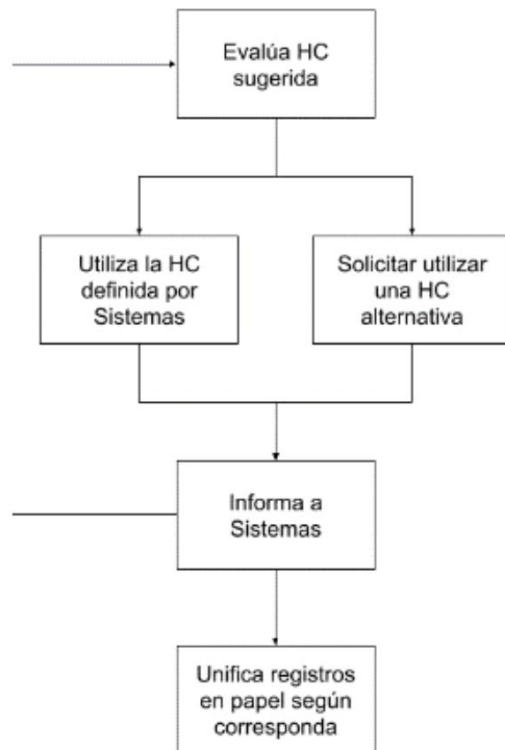 Evalúa HC
sugerida
Utiliza la HC
definida por
Sistemas
Solicitar utilizar
una HC
alternativa
Informa a
Sistemas
Unifica registros
en papel según
corresponda